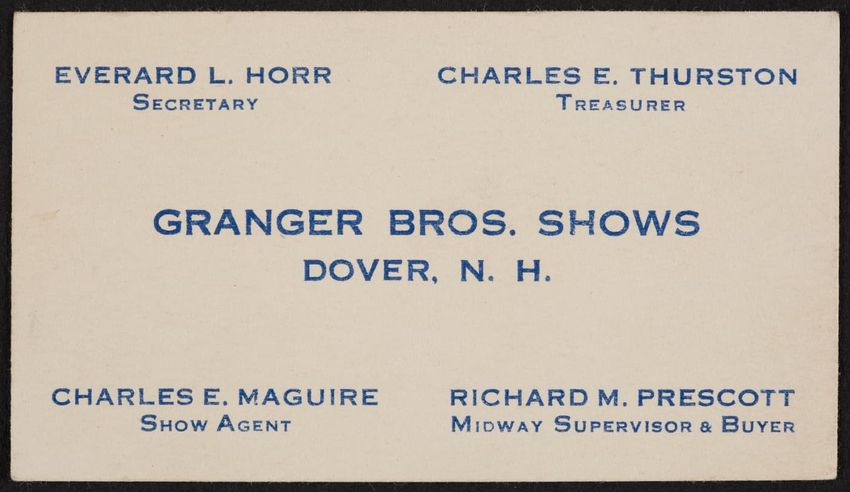 EVERARD L. HORR
SECRETARY
CHARLES E. THURSTON
TREASURER
GRANGER BROS. SHOWS
DOVER, N. H.
CHARLES E. MAGUIRE
SHOW AGENT
RICHARD M. PRESCOTT
MIDWAY SUPERVISOR & BUYER